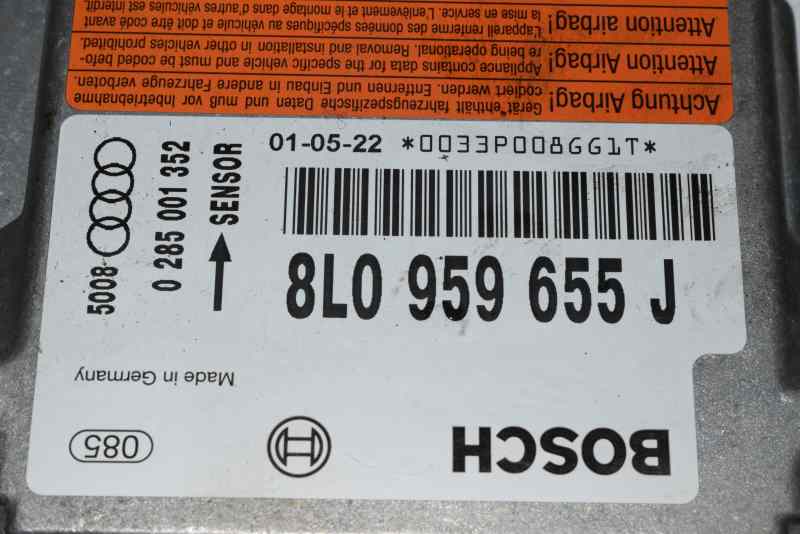 Achtung Airbag! Gerät enthält fahrzeugspezifische Daten und muß vor Inbetriebnahme
codiert werden. Entfernen und Einbau in andere Fahrzeuge verboten.
Attention Airbag! Appliance contains data for the specific vehicle and must be coded befo-
re being operational. Removal and installation in other vehicles prohibited.
Attention airbag! L'appareil renferme des données spécifiques au véhicule et doit être codé avant
la mise en service. L'enlèvement et le montage dans d'autres véhicules est interdit.
01-05-22 *0033P008GG1T*
8L0 959 655 J
5008
0 285 001 352
SENSOR
Made in Germany
085
BOSCH